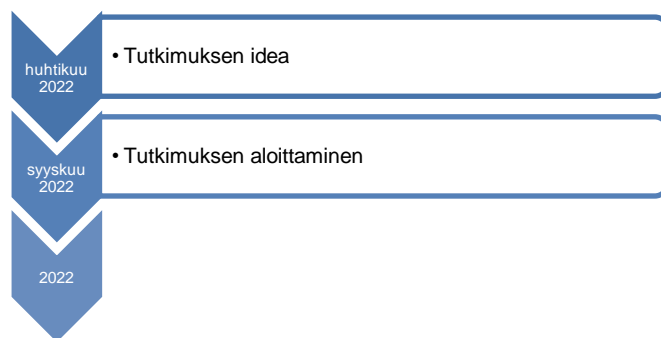 huhtikuu
2022
• Tutkimuksen idea
syyskuu
2022
• Tutkimuksen aloittaminen
2022